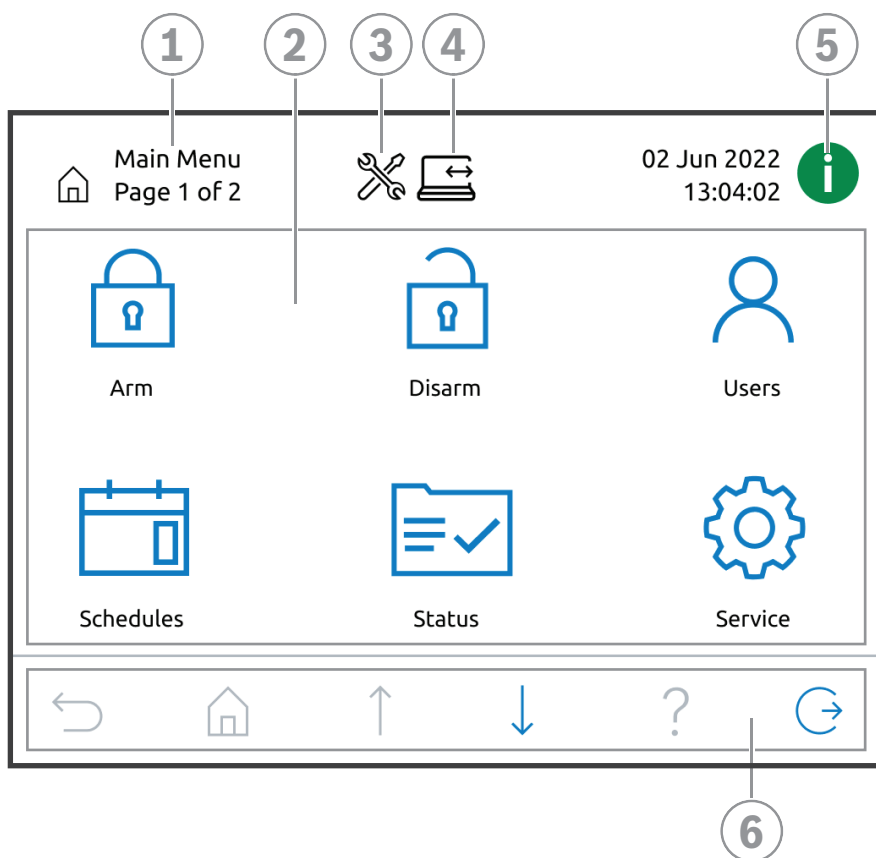 1 2 3 4 5
Main Menu
Page 1 of 2
02 Jun 2022
13:04:02
i
Arm Disarm Users
Schedules Status Service
?
6